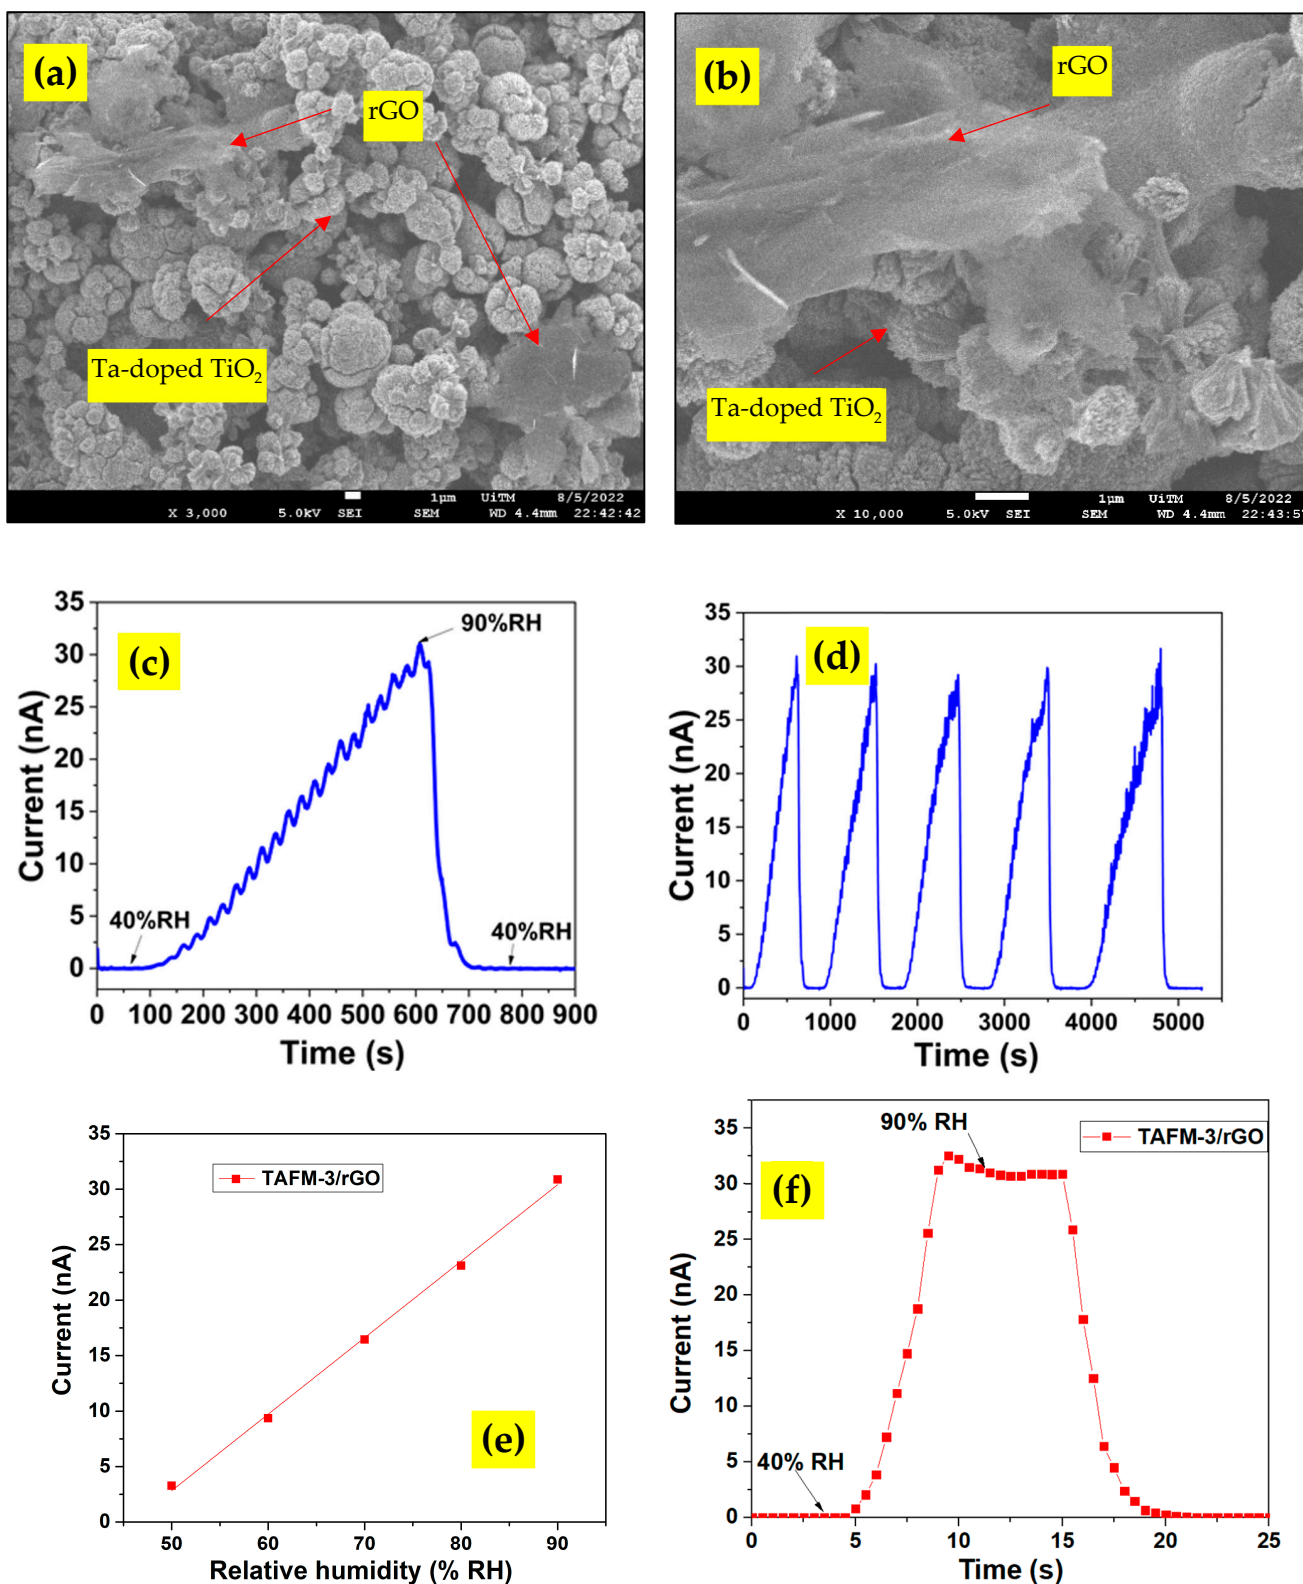 (a)
rGO
Ta-doped TiO2
1µm UiTM 8/5/2022
X 3,000 5.0kV SEI SEM WD 4.4mm 22:42:42
(b)
rGO
Ta-doped TiO2
1µm UiTM 8/5/2022
X 10,000 5.0kV SEI SEM WD 4.4mm 22:43:57
(c)
35
30
25
20
15
10
5
0
Current (nA)
90%RH
40%RH
40%RH
0 100 200 300 400 500 600 700 800 900
Time (s)
(d)
35
30
25
20
15
10
5
0
Current (nA)
0 1000 2000 3000 4000 5000
Time (s)
35
30
25
20
15
10
5
0
Current (nA)
TAFM-3/rGO
(e)
50 60 70 80 90
Relative humidity (% RH)
35
30
25
20
15
10
5
0
Current (nA)
90% RH
TAFM-3/rGO
(f)
40% RH
0 5 10 15 20 25
Time (s)